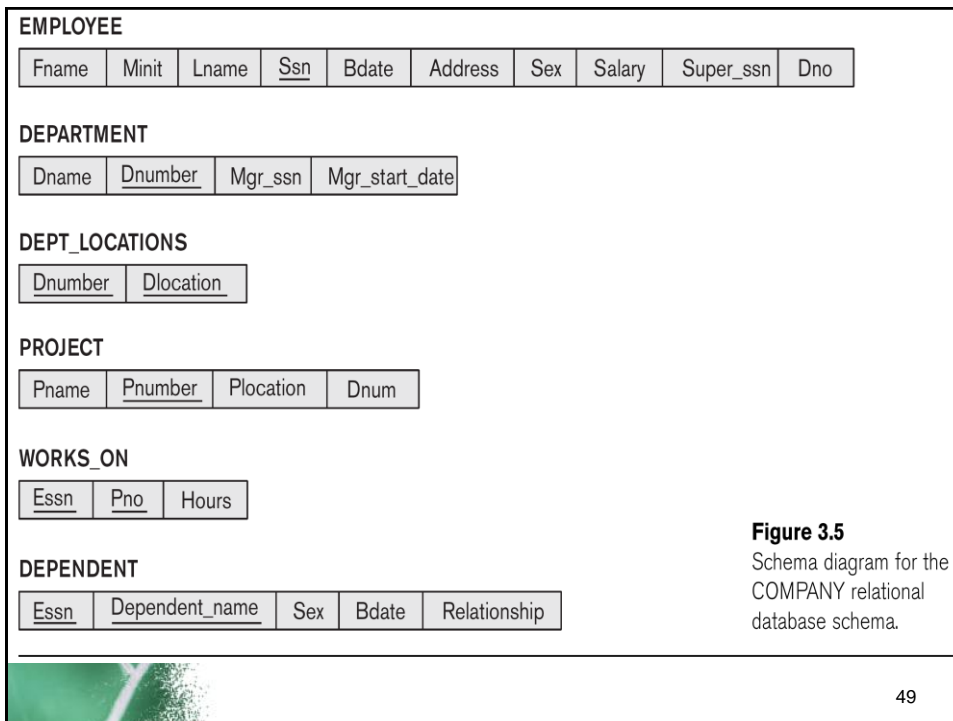 EMPLOYEE
Fname Minit Lname Ssn Bdate Address Sex Salary Super_ssn Dno
DEPARTMENT
Dname Dnumber Mgr_ssn Mgr_start_date
DEPT_LOCATIONS
Dnumber Dlocation
PROJECT
Pname Pnumber Plocation Dnum
WORKS_ON
Essn Pno Hours
DEPENDENT
Essn Dependent_name Sex Bdate Relationship
Figure 3.5
Schema diagram for the
COMPANY relational
database schema.
49